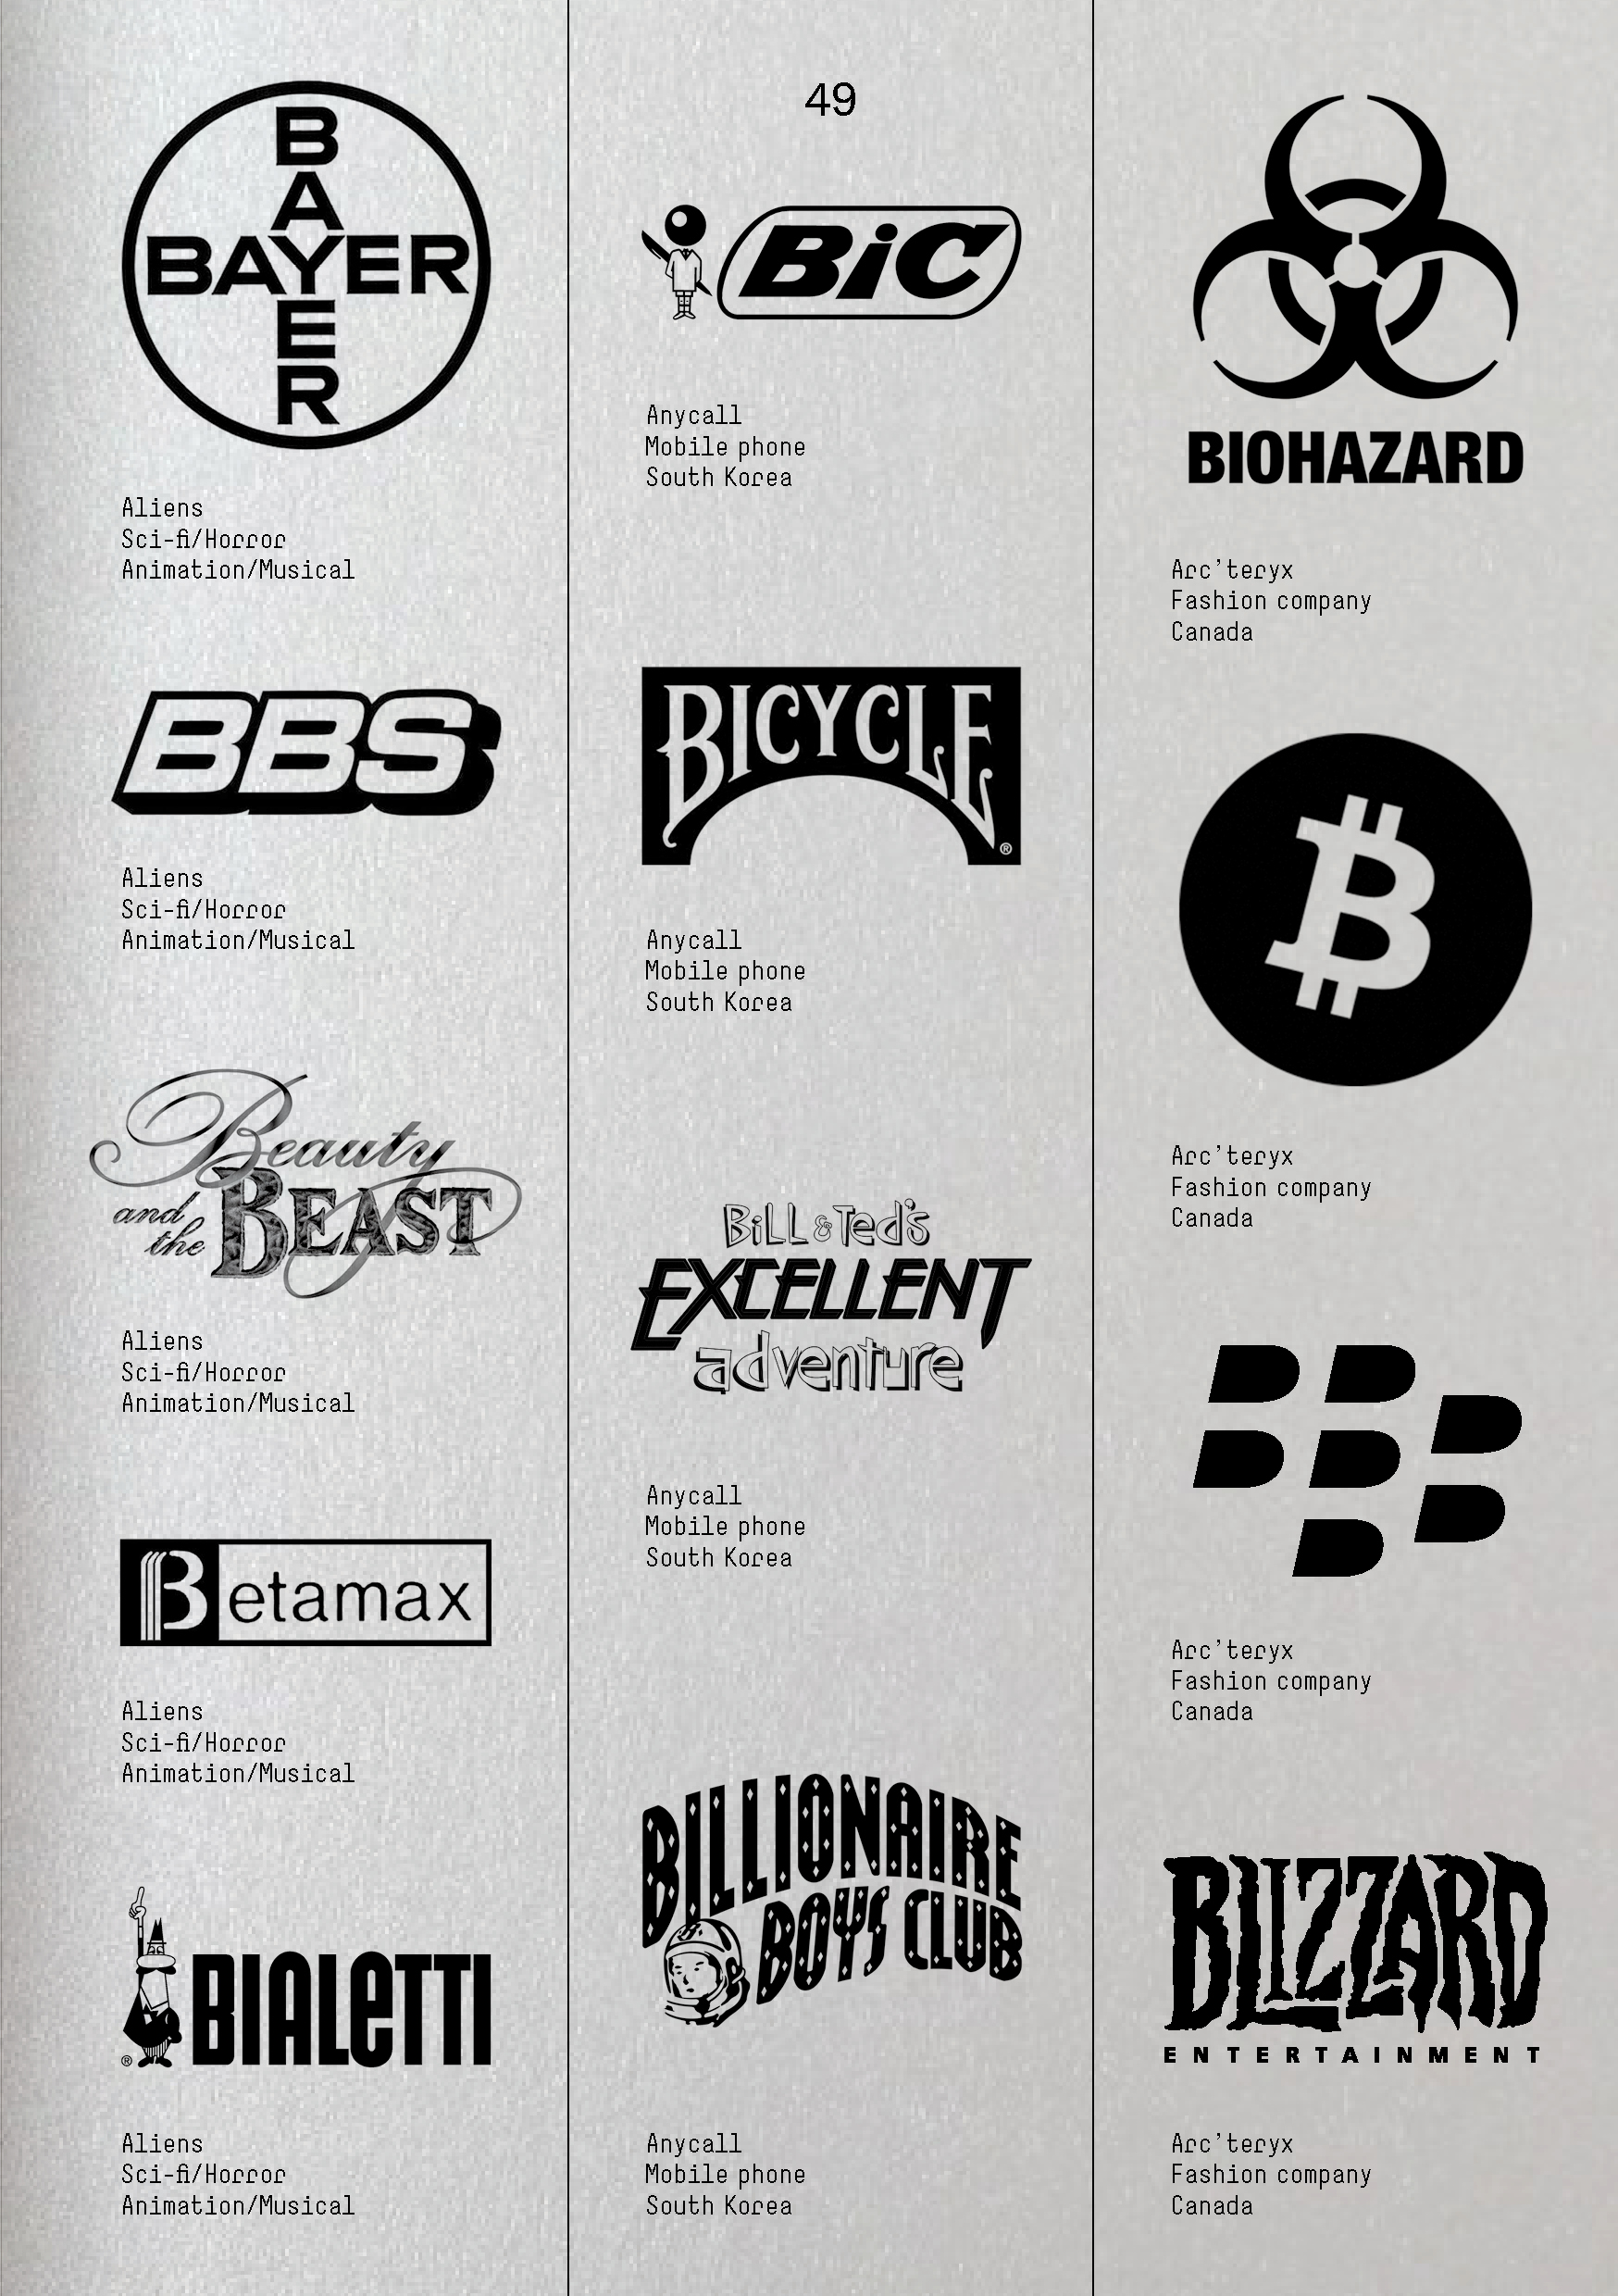 BAYER
BAYER
Aliens
Sci-fi/Horror
Animation/Musical
BBS
Aliens
Sci-fi/Horror
Animation/Musical
Beauty
and
the BEAST
Aliens
Sci-fi/Horror
Animation/Musical
Betamax
Aliens
Sci-fi/Horror
Animation/Musical
BIALETTI
®
Aliens
Sci-fi/Horror
Animation/Musical
49
BiC
Anycall
Mobile phone
South Korea
BICYCLE
®
Anycall
Mobile phone
South Korea
BiLL & Ted's
EXCELLENT
adventure
Anycall
Mobile phone
South Korea
BILLIONAIRE
BOYS CLUB
Anycall
Mobile phone
South Korea
BIOHAZARD
Arc’teryx
Fashion company
Canada
₿
Arc’teryx
Fashion company
Canada
Arc’teryx
Fashion company
Canada
BLIZZARD
ENTERTAINMENT
Arc’teryx
Fashion company
Canada